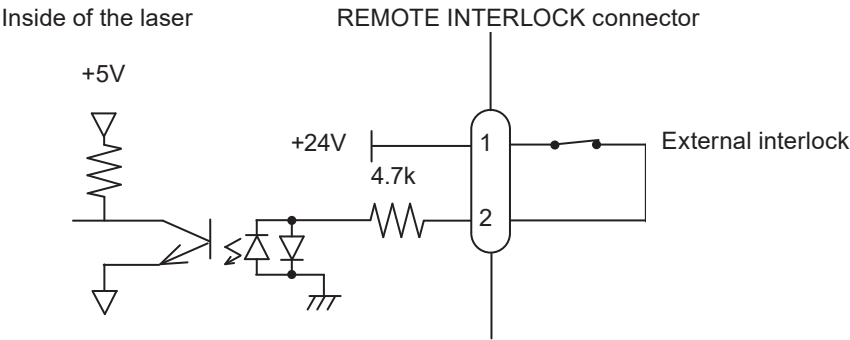 Inside of the laser
REMOTE INTERLOCK connector
+5V
+24V
1
External interlock
4.7k
2